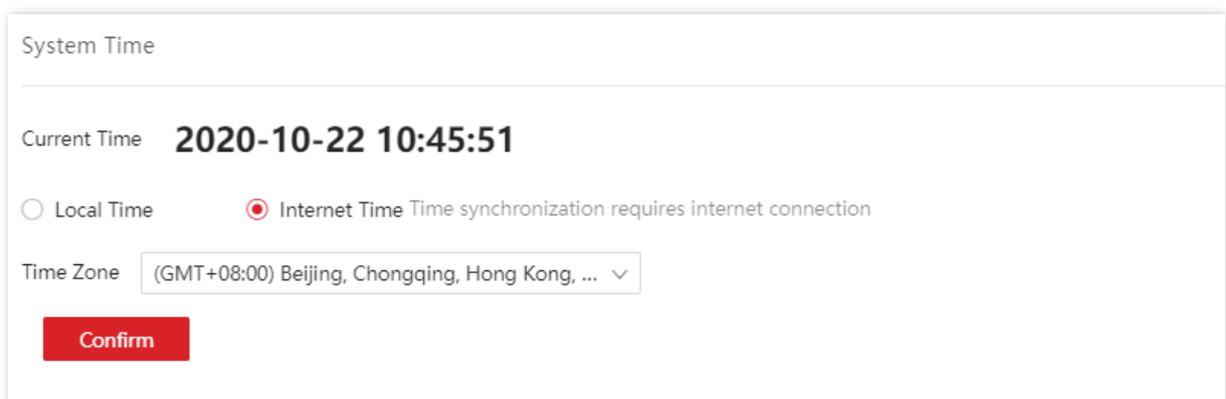 System Time
Current Time 2020-10-22 10:45:51
Local Time Internet Time Time synchronization requires internet connection
Time Zone (GMT+08:00) Beijing, Chongqing, Hong Kong, ...
Confirm